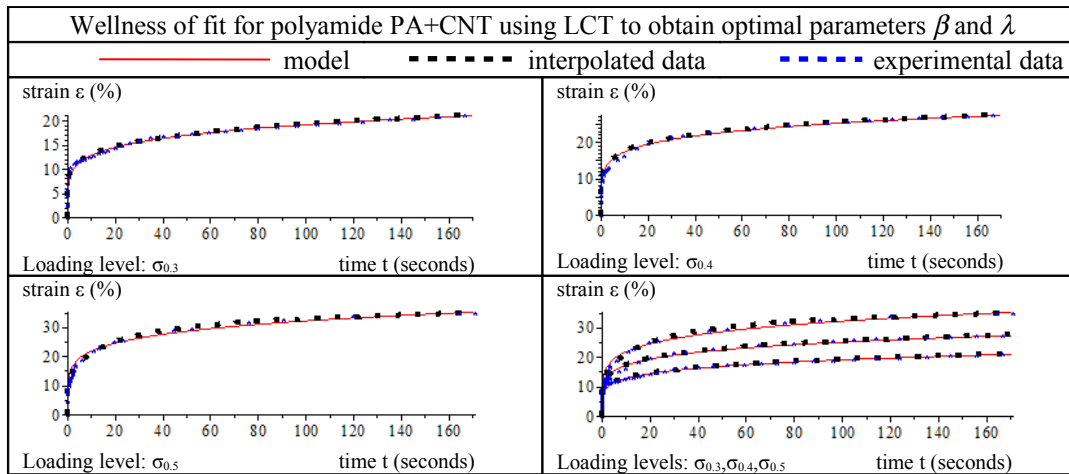 Wellness of fit for polyamide PA+CNT using LCT to obtain optimal parameters β and λ
model interpolated data experimental data
strain ε (%)
20
15
10
5
0
0 20 40 60 80 100 120 140 160
Loading level: σ0.3 time t (seconds)
strain ε (%)
20
10
0
0 20 40 60 80 100 120 140 160
Loading level: σ0.4 time t (seconds)
strain ε (%)
30
20
10
0
0 20 40 60 80 100 120 140 160
Loading level: σ0.5 time t (seconds)
strain ε (%)
30
20
10
0
0 20 40 60 80 100 120 140 160
Loading levels: σ0.3,σ0.4,σ0.5 time t (seconds)